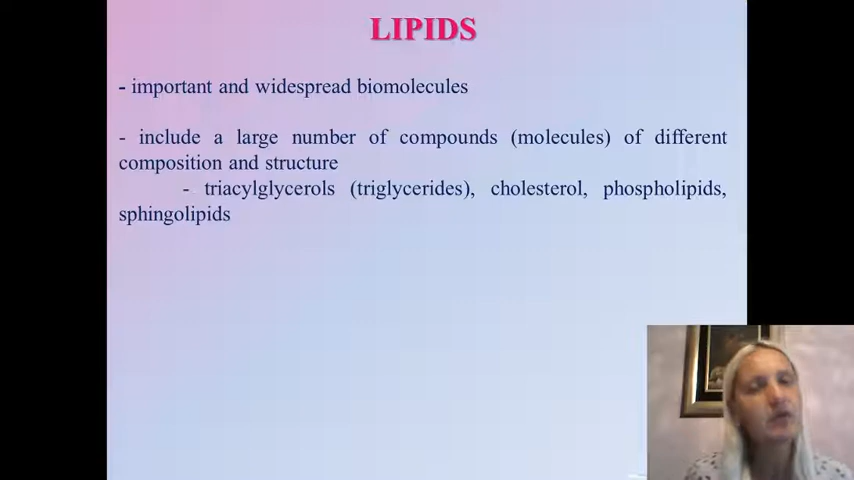 LIPIDS
- important and widespread biomolecules
- include a large number of compounds (molecules) of different
composition and structure
- triacylglycerols (triglycerides), cholesterol, phospholipids,
sphingolipids